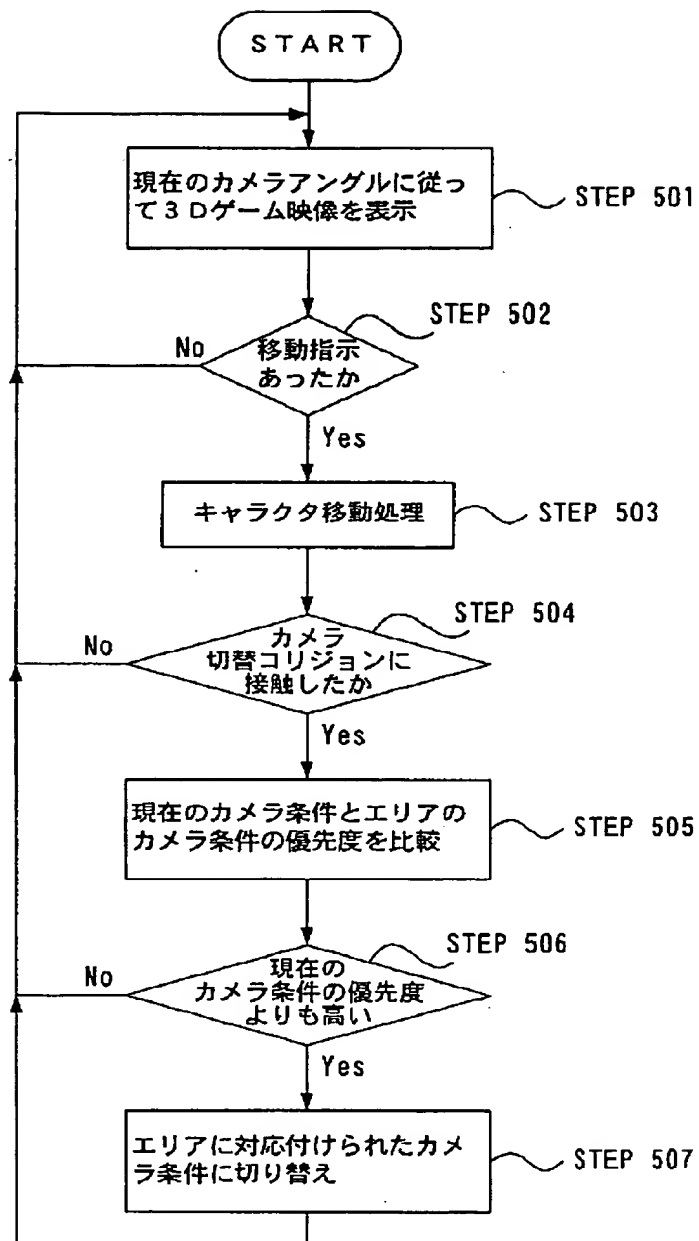 START
現在のカメラアングルに従っ
て3Dゲーム映像を表示
STEP 501
STEP 502
No
移動指示
あったか
Yes
キャラクタ移動処理
STEP 503
STEP 504
No
カメラ
切替コリジョンに
接触したか
Yes
現在のカメラ条件とエリアの
カメラ条件の優先度を比較
STEP 505
STEP 506
No
現在の
カメラ条件の優先度
よりも高い
Yes
エリアに対応付けられたカメ
ラ条件に切り替え
STEP 507